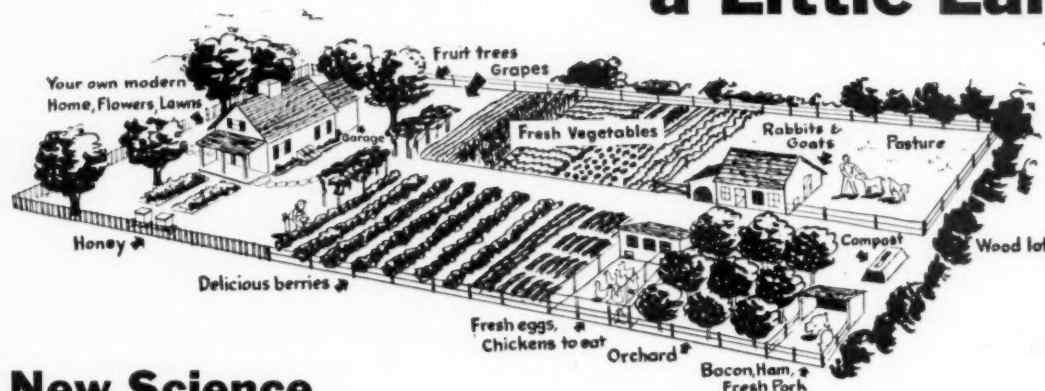 a Little
Fruit trees
Grapes
Your own modern
Home, Flowers, Lawns
Garage
Fresh Vegetables
Rabbits &
Goats
Pasture
Honey
Compost
Wood lot
Delicious berries
Fresh eggs,
Chickens to eat
Orchard
Bacon, Ham,
Fresh Pork
New Science